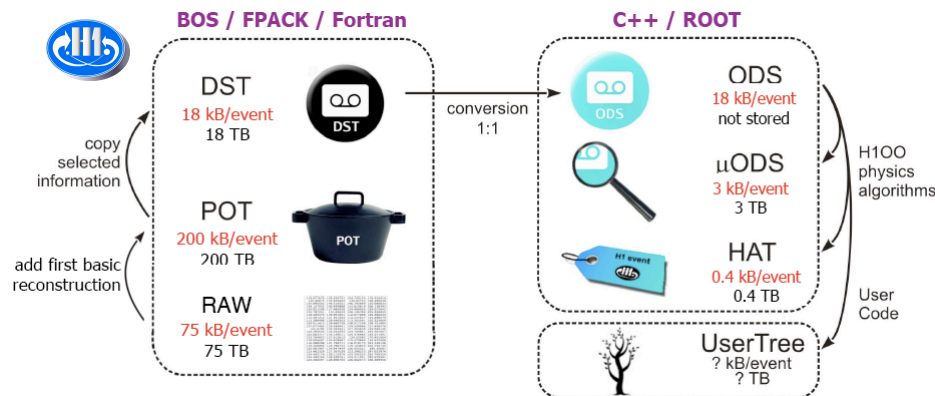 BOS / FPACK / Fortran
C++ / ROOT
H1
DST
18 kB/event
18 TB
DST
copy
selected
information
POT
200 kB/event
200 TB
POT
add first basic
reconstruction
RAW
75 kB/event
75 TB
conversion
1:1
ODS
ODS
18 kB/event
not stored
μODS
3 kB/event
3 TB
H1OO
physics
algorithms
H1 event
H1
HAT
0.4 kB/event
0.4 TB
User
Code
UserTree
? kB/event
? TB